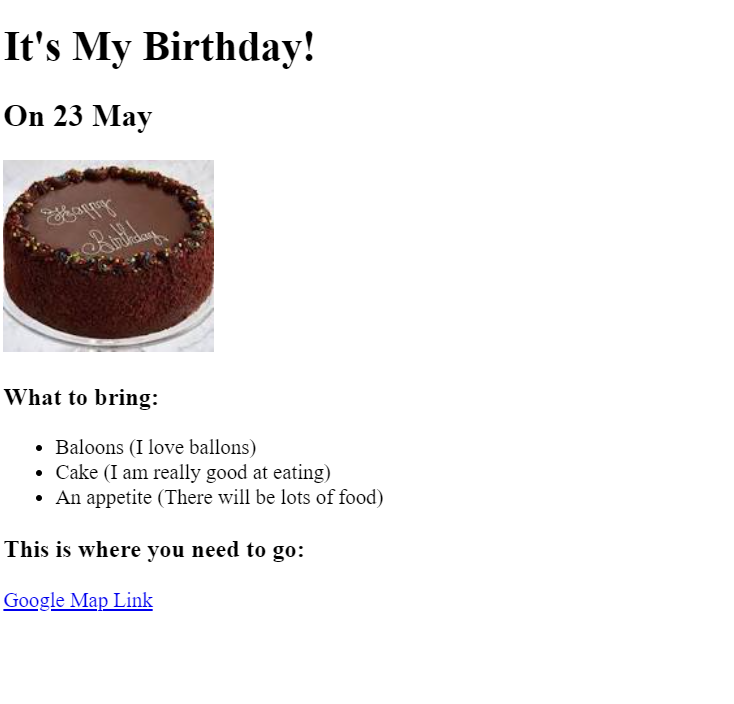 It's My Birthday!
On 23 May
Happy
Birthday
What to bring:
Baloons (I love ballons)
Cake (I am really good at eating)
An appetite (There will be lots of food)
This is where you need to go:
Google Map Link